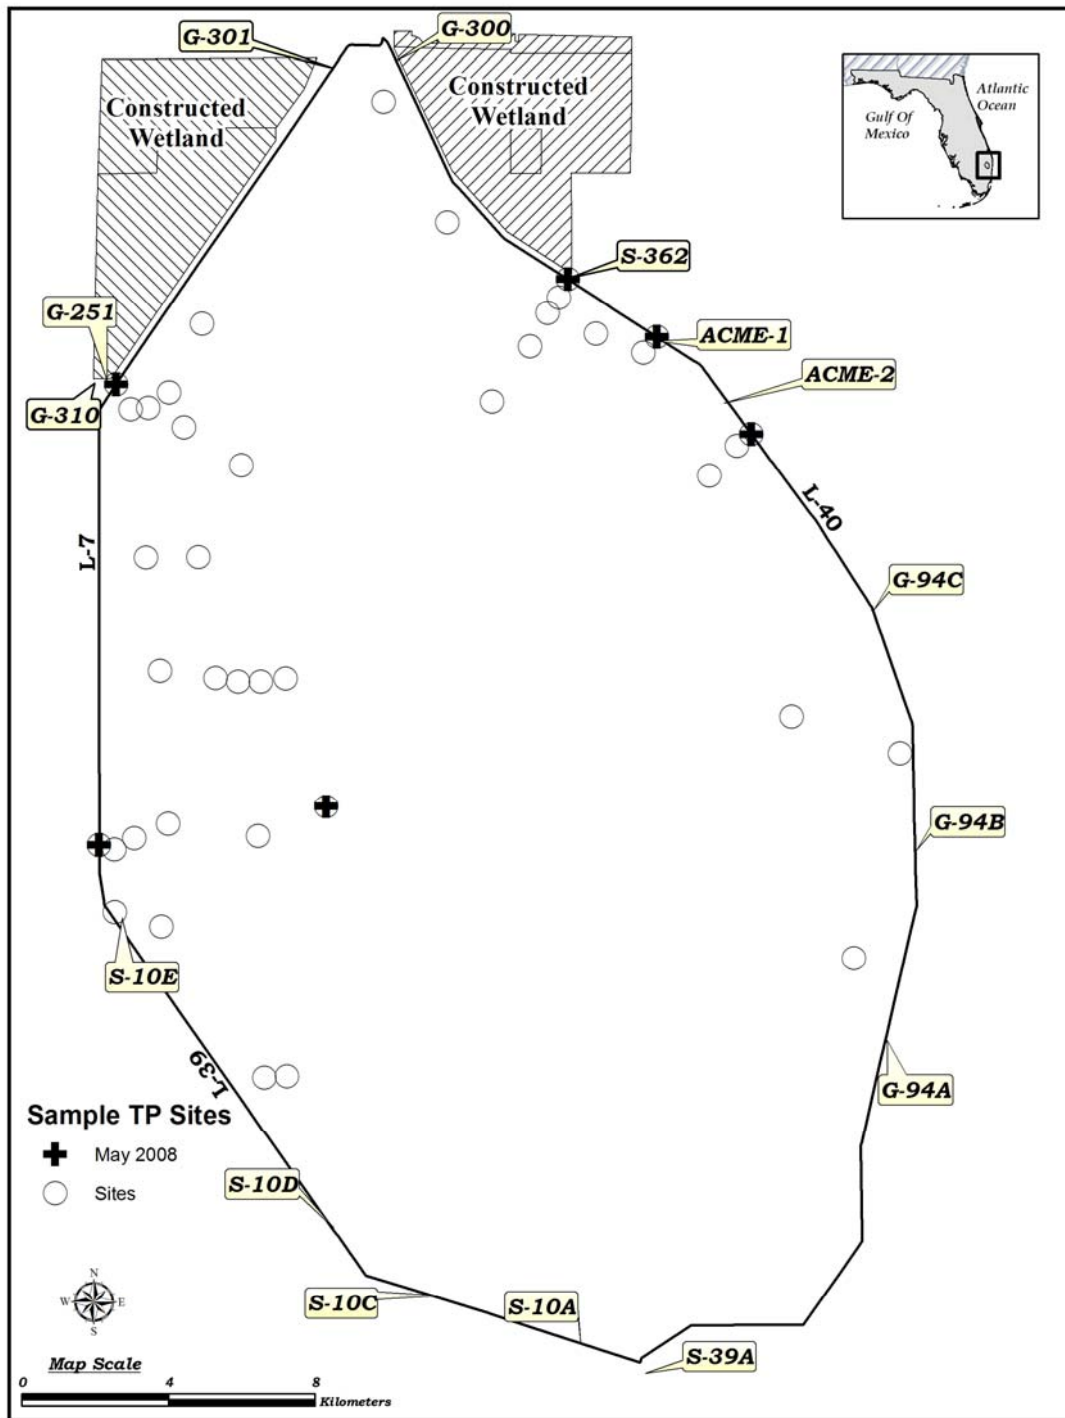 G-301
G-300
Constructed
Wetland
Constructed
Wetland
Gulf Of
Mexico
Atlantic
Ocean
S-362
G-251
ACME-1
ACME-2
G-310
L-40
L-7
G-94C
G-94B
S-10E
L-39
G-94A
Sample TP Sites
May 2008
Sites
S-10D
S-10C
S-10A
S-39A
N
W
E
S
Map Scale
0
4
8
Kilometers